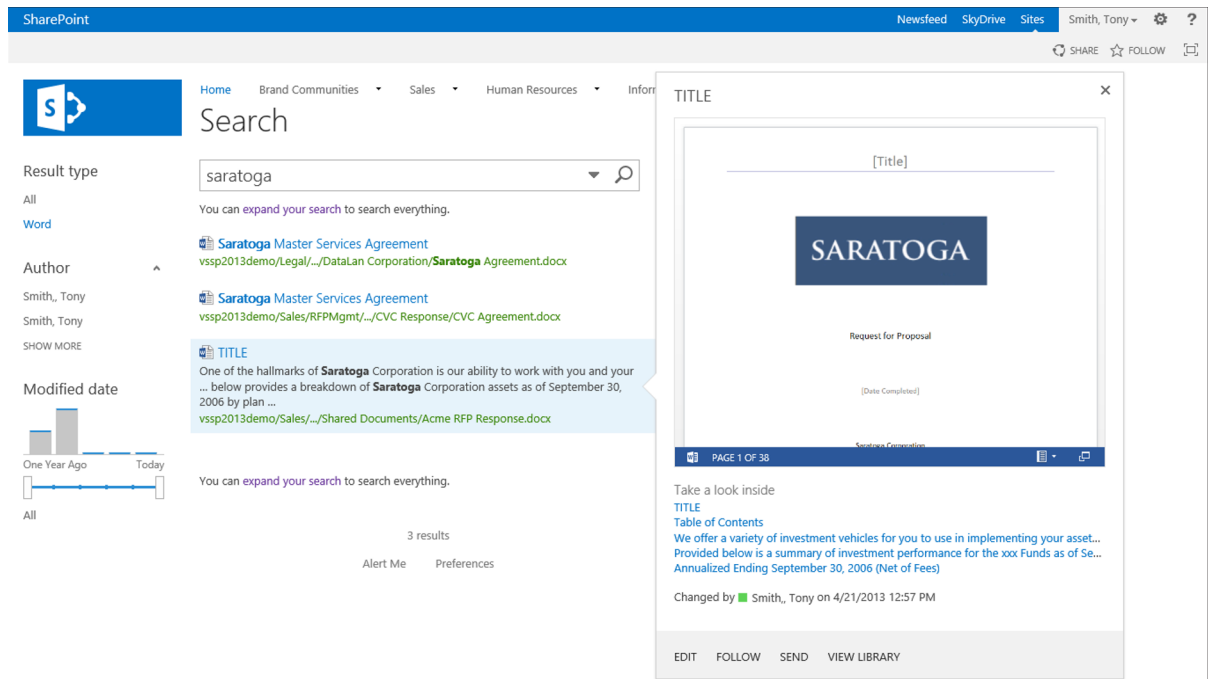 SharePoint
Newsfeed SkyDrive Sites Smith, Tony ?
SHARE FOLLOW
S
Home Brand Communities Sales Human Resources Inforr
Search
Result type
All
Word
Author
Smith,, Tony
Smith, Tony
SHOW MORE
Modified date
One Year Ago Today
All
saratoga
You can expand your search to search everything.
Saratoga Master Services Agreement
vssp2013demo/Legal/.../DataLan Corporation/Saratoga Agreement.docx
Saratoga Master Services Agreement
vssp2013demo/Sales/RFPMgmt/.../CVC Response/CVC Agreement.docx
TITLE
One of the hallmarks of Saratoga Corporation is our ability to work with you and your
... below provides a breakdown of Saratoga Corporation assets as of September 30,
2006 by plan ...
vssp2013demo/Sales/.../Shared Documents/Acme RFP Response.docx
You can expand your search to search everything.
3 results
Alert Me Preferences
TITLE
[Title]
SARATOGA
Request for Proposal
[Date Completed]
Saratoga Corporation
PAGE 1 OF 38
Take a look inside
TITLE
Table of Contents
We offer a variety of investment vehicles for you to use in implementing your asset...
Provided below is a summary of investment performance for the xxx Funds as of Se...
Annualized Ending September 30, 2006 (Net of Fees)
Changed by Smith,, Tony on 4/21/2013 12:57 PM
EDIT FOLLOW SEND VIEW LIBRARY